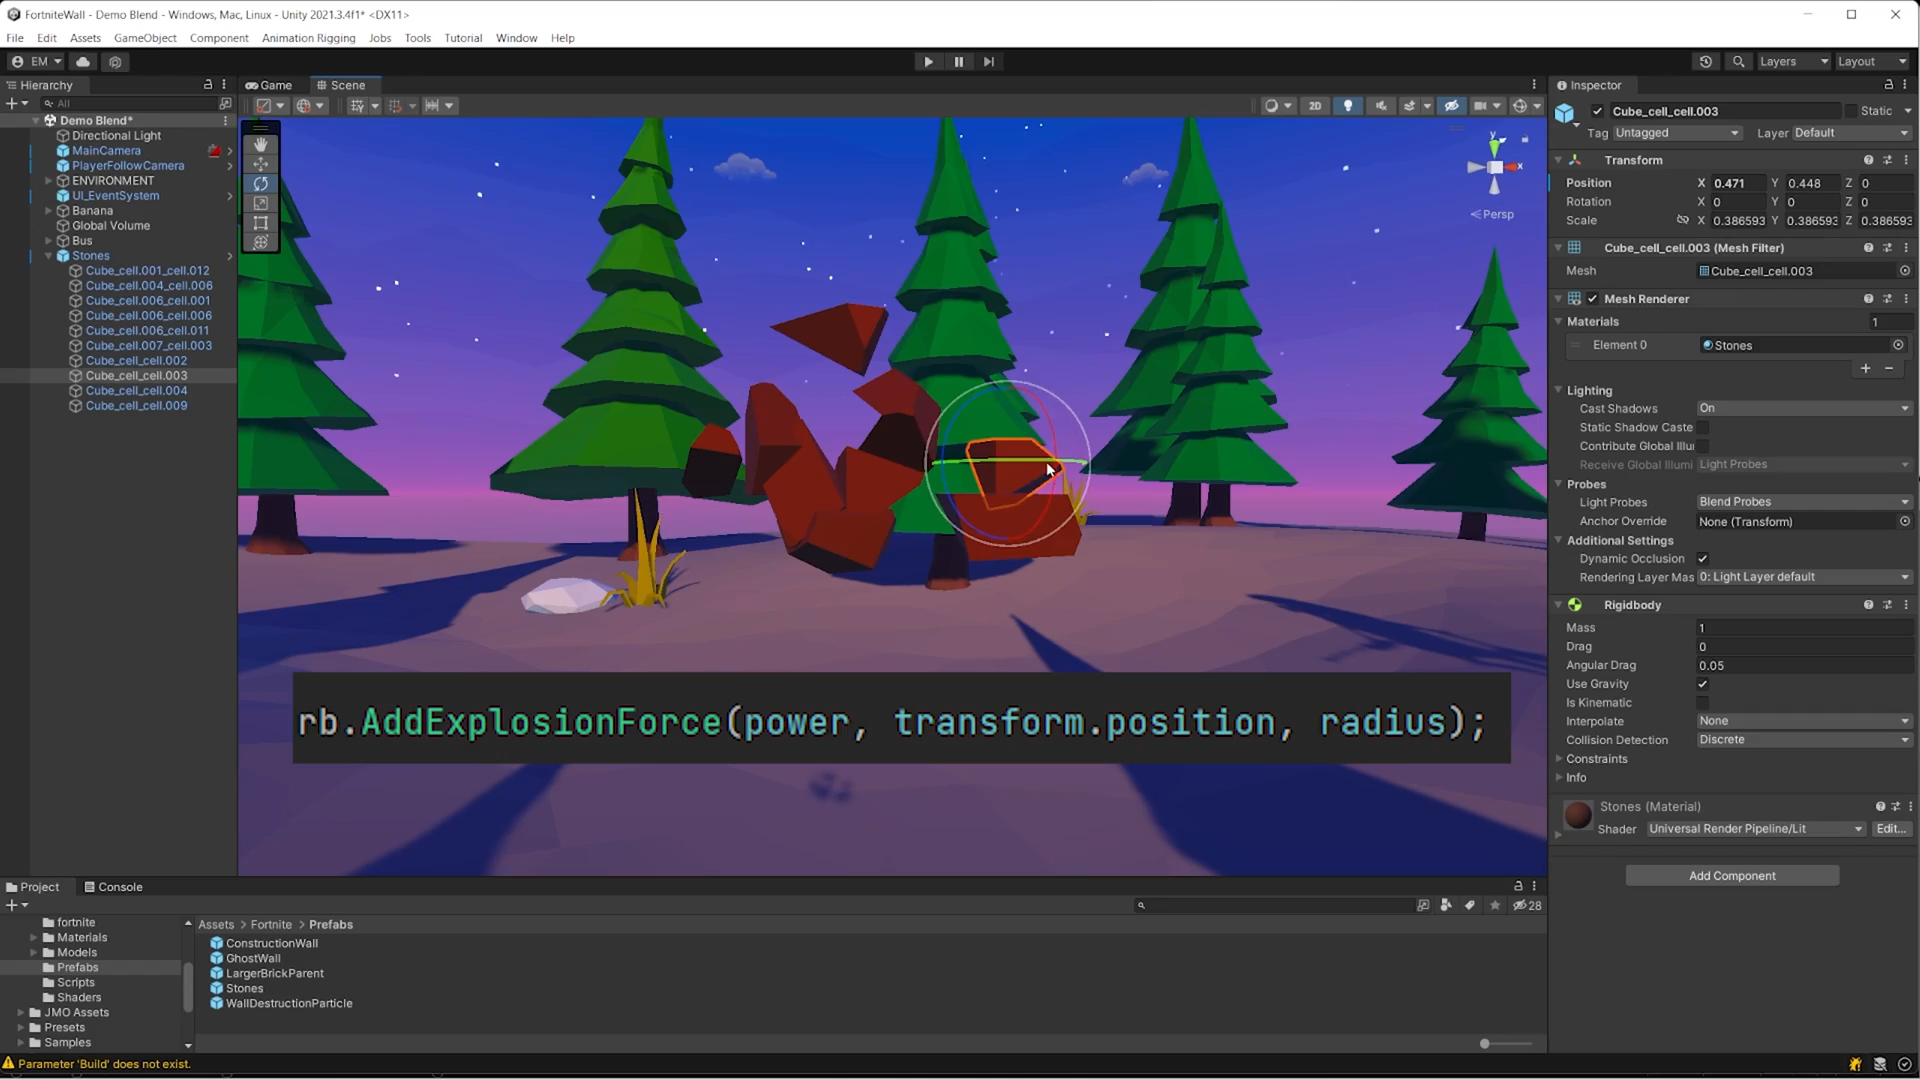 FortniteWall - Demo Blend - Windows, Mac, Linux - Unity 2021.3.4f1* <DX11>
File Edit Assets GameObject Component Animation Rigging Jobs Tools Tutorial Window Help
EM
Layers Layout
Hierarchy
All
Demo Blend*
Directional Light
MainCamera
PlayerFollowCamera
ENVIRONMENT
UI_EventSystem
Banana
Global Volume
Bus
Stones
Cube_cell.001_cell.012
Cube_cell.004_cell.006
Cube_cell.006_cell.001
Cube_cell.006_cell.006
Cube_cell.006_cell.011
Cube_cell.007_cell.003
Cube_cell_cell.002
Cube_cell_cell.003
Cube_cell_cell.004
Cube_cell_cell.009
Game Scene
2D
y
x
<Persp
rb.AddExplosionForce(power, transform.position, radius);
Inspector
Cube_cell_cell.003 Static
Tag Untagged Layer Default
Transform
Position X 0.471 Y 0.448 Z 0
Rotation X 0 Y 0 Z 0
Scale X 0.386593 Y 0.386593 Z 0.386593
Cube_cell_cell.003 (Mesh Filter)
Mesh Cube_cell_cell.003
Mesh Renderer
Materials 1
Element 0 Stones
Lighting
Cast Shadows On
Static Shadow Caste
Contribute Global Illu
Receive Global Illumi Light Probes
Probes
Light Probes Blend Probes
Anchor Override None (Transform)
Additional Settings
Dynamic Occlusion
Rendering Layer Mas 0: Light Layer default
Rigidbody
Mass 1
Drag 0
Angular Drag 0.05
Use Gravity
Is Kinematic
Interpolate None
Collision Detection Discrete
Constraints
Info
Stones (Material)
Shader Universal Render Pipeline/Lit Edit...
Add Component
Project Console
28
fortnite
Materials
Models
Prefabs
Scripts
Shaders
JMO Assets
Presets
Samples
Assets > Fortnite > Prefabs
ConstructionWall
GhostWall
LargerBrickParent
Stones
WallDestructionParticle
Parameter 'Build' does not exist.